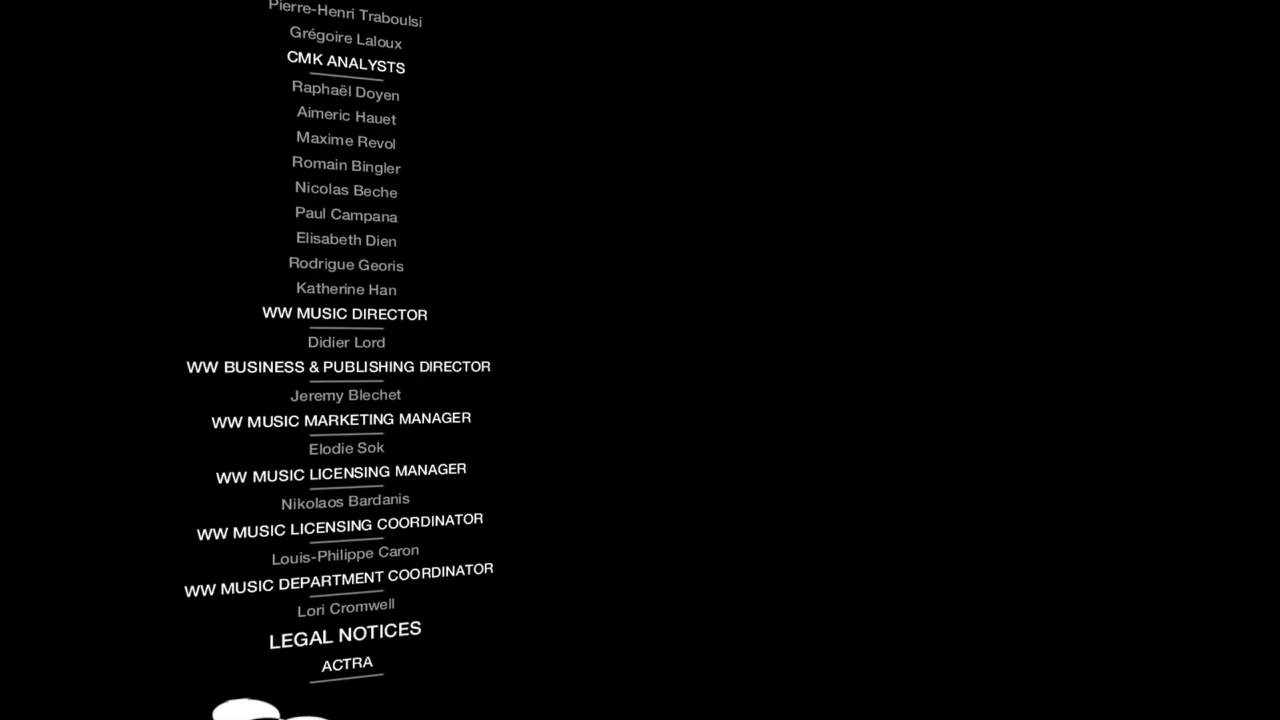 Pierre-Henri Traboulsi
Grégoire Laloux
CMK ANALYSTS
Raphaël Doyen
Aimeric Hauet
Maxime Revol
Romain Bingler
Nicolas Beche
Paul Campana
Elisabeth Dien
Rodrigue Georis
Katherine Han
WW MUSIC DIRECTOR
Didier Lord
WW BUSINESS & PUBLISHING DIRECTOR
Jeremy Blechet
WW MUSIC MARKETING MANAGER
Elodie Sok
WW MUSIC LICENSING MANAGER
Nikolaos Bardanis
WW MUSIC LICENSING COORDINATOR
Louis-Philippe Caron
WW MUSIC DEPARTMENT COORDINATOR
Lori Cromwell
LEGAL NOTICES
ACTRA